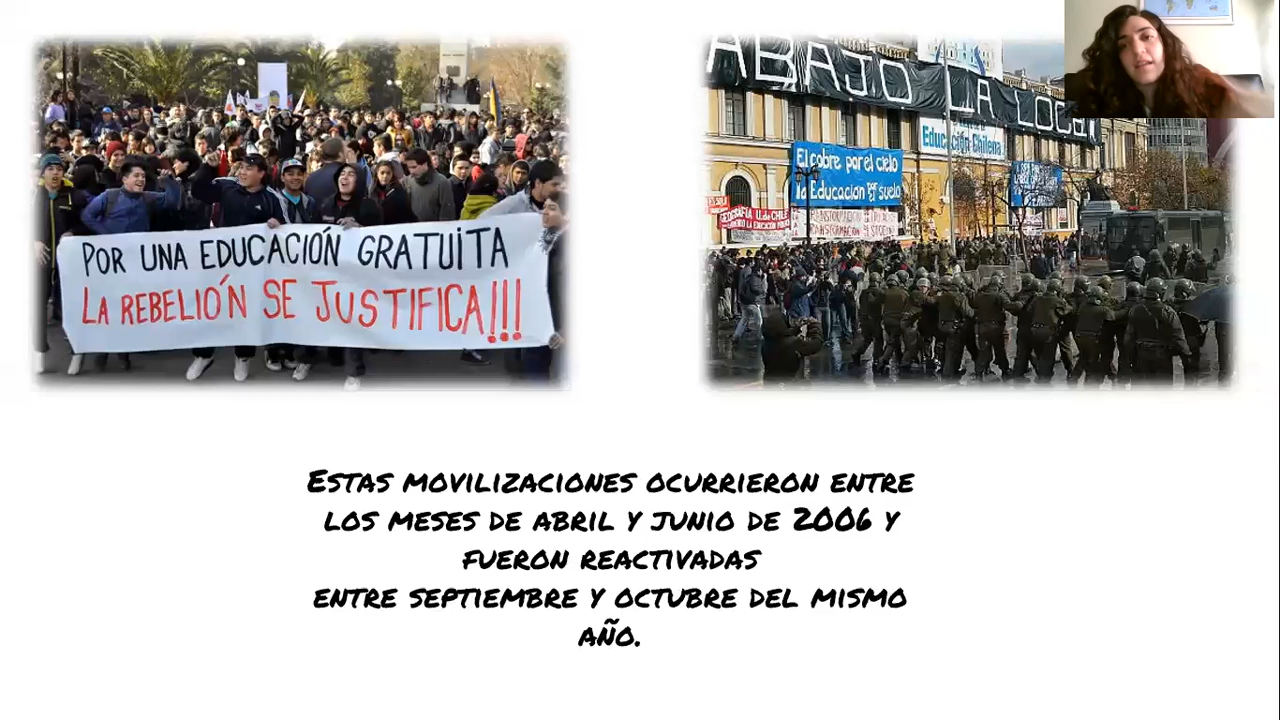 POR UNA EDUCACIÓN GRATUITA
LA REBELIÓN SE JUSTIFICA!!!
ABAJO LA LOCE
Educación Chilena
El cobre por el cielo
la Educacion por el suelo
ESTAS MOVILIZACIONES OCURRIERON ENTRE
LOS MESES DE ABRIL Y JUNIO DE 2006 Y
FUERON REACTIVADAS
ENTRE SEPTIEMBRE Y OCTUBRE DEL MISMO
AÑO.